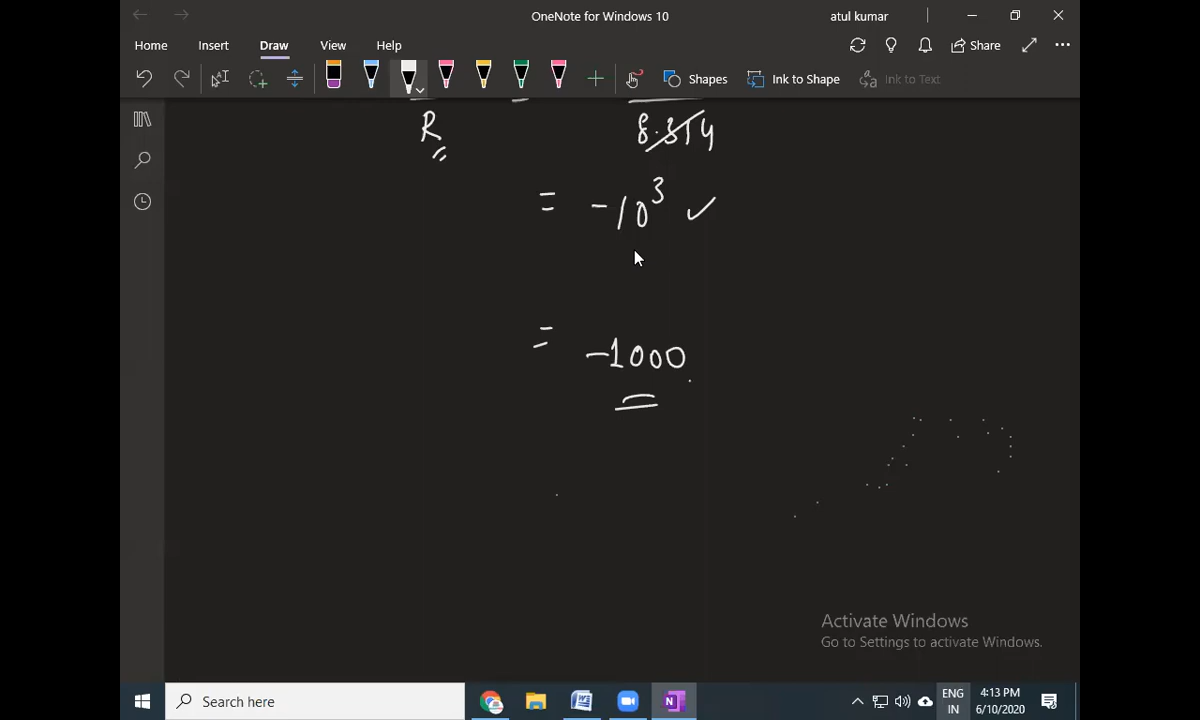 OneNote for Windows 10
atul kumar
Home Insert Draw View Help
Share
Shapes
Ink to Shape
Ink to Text
R
8.314
= -10³ ✓
= -1000
Activate Windows
Go to Settings to activate Windows.
Search here
ENG
IN
4:13 PM
6/10/2020